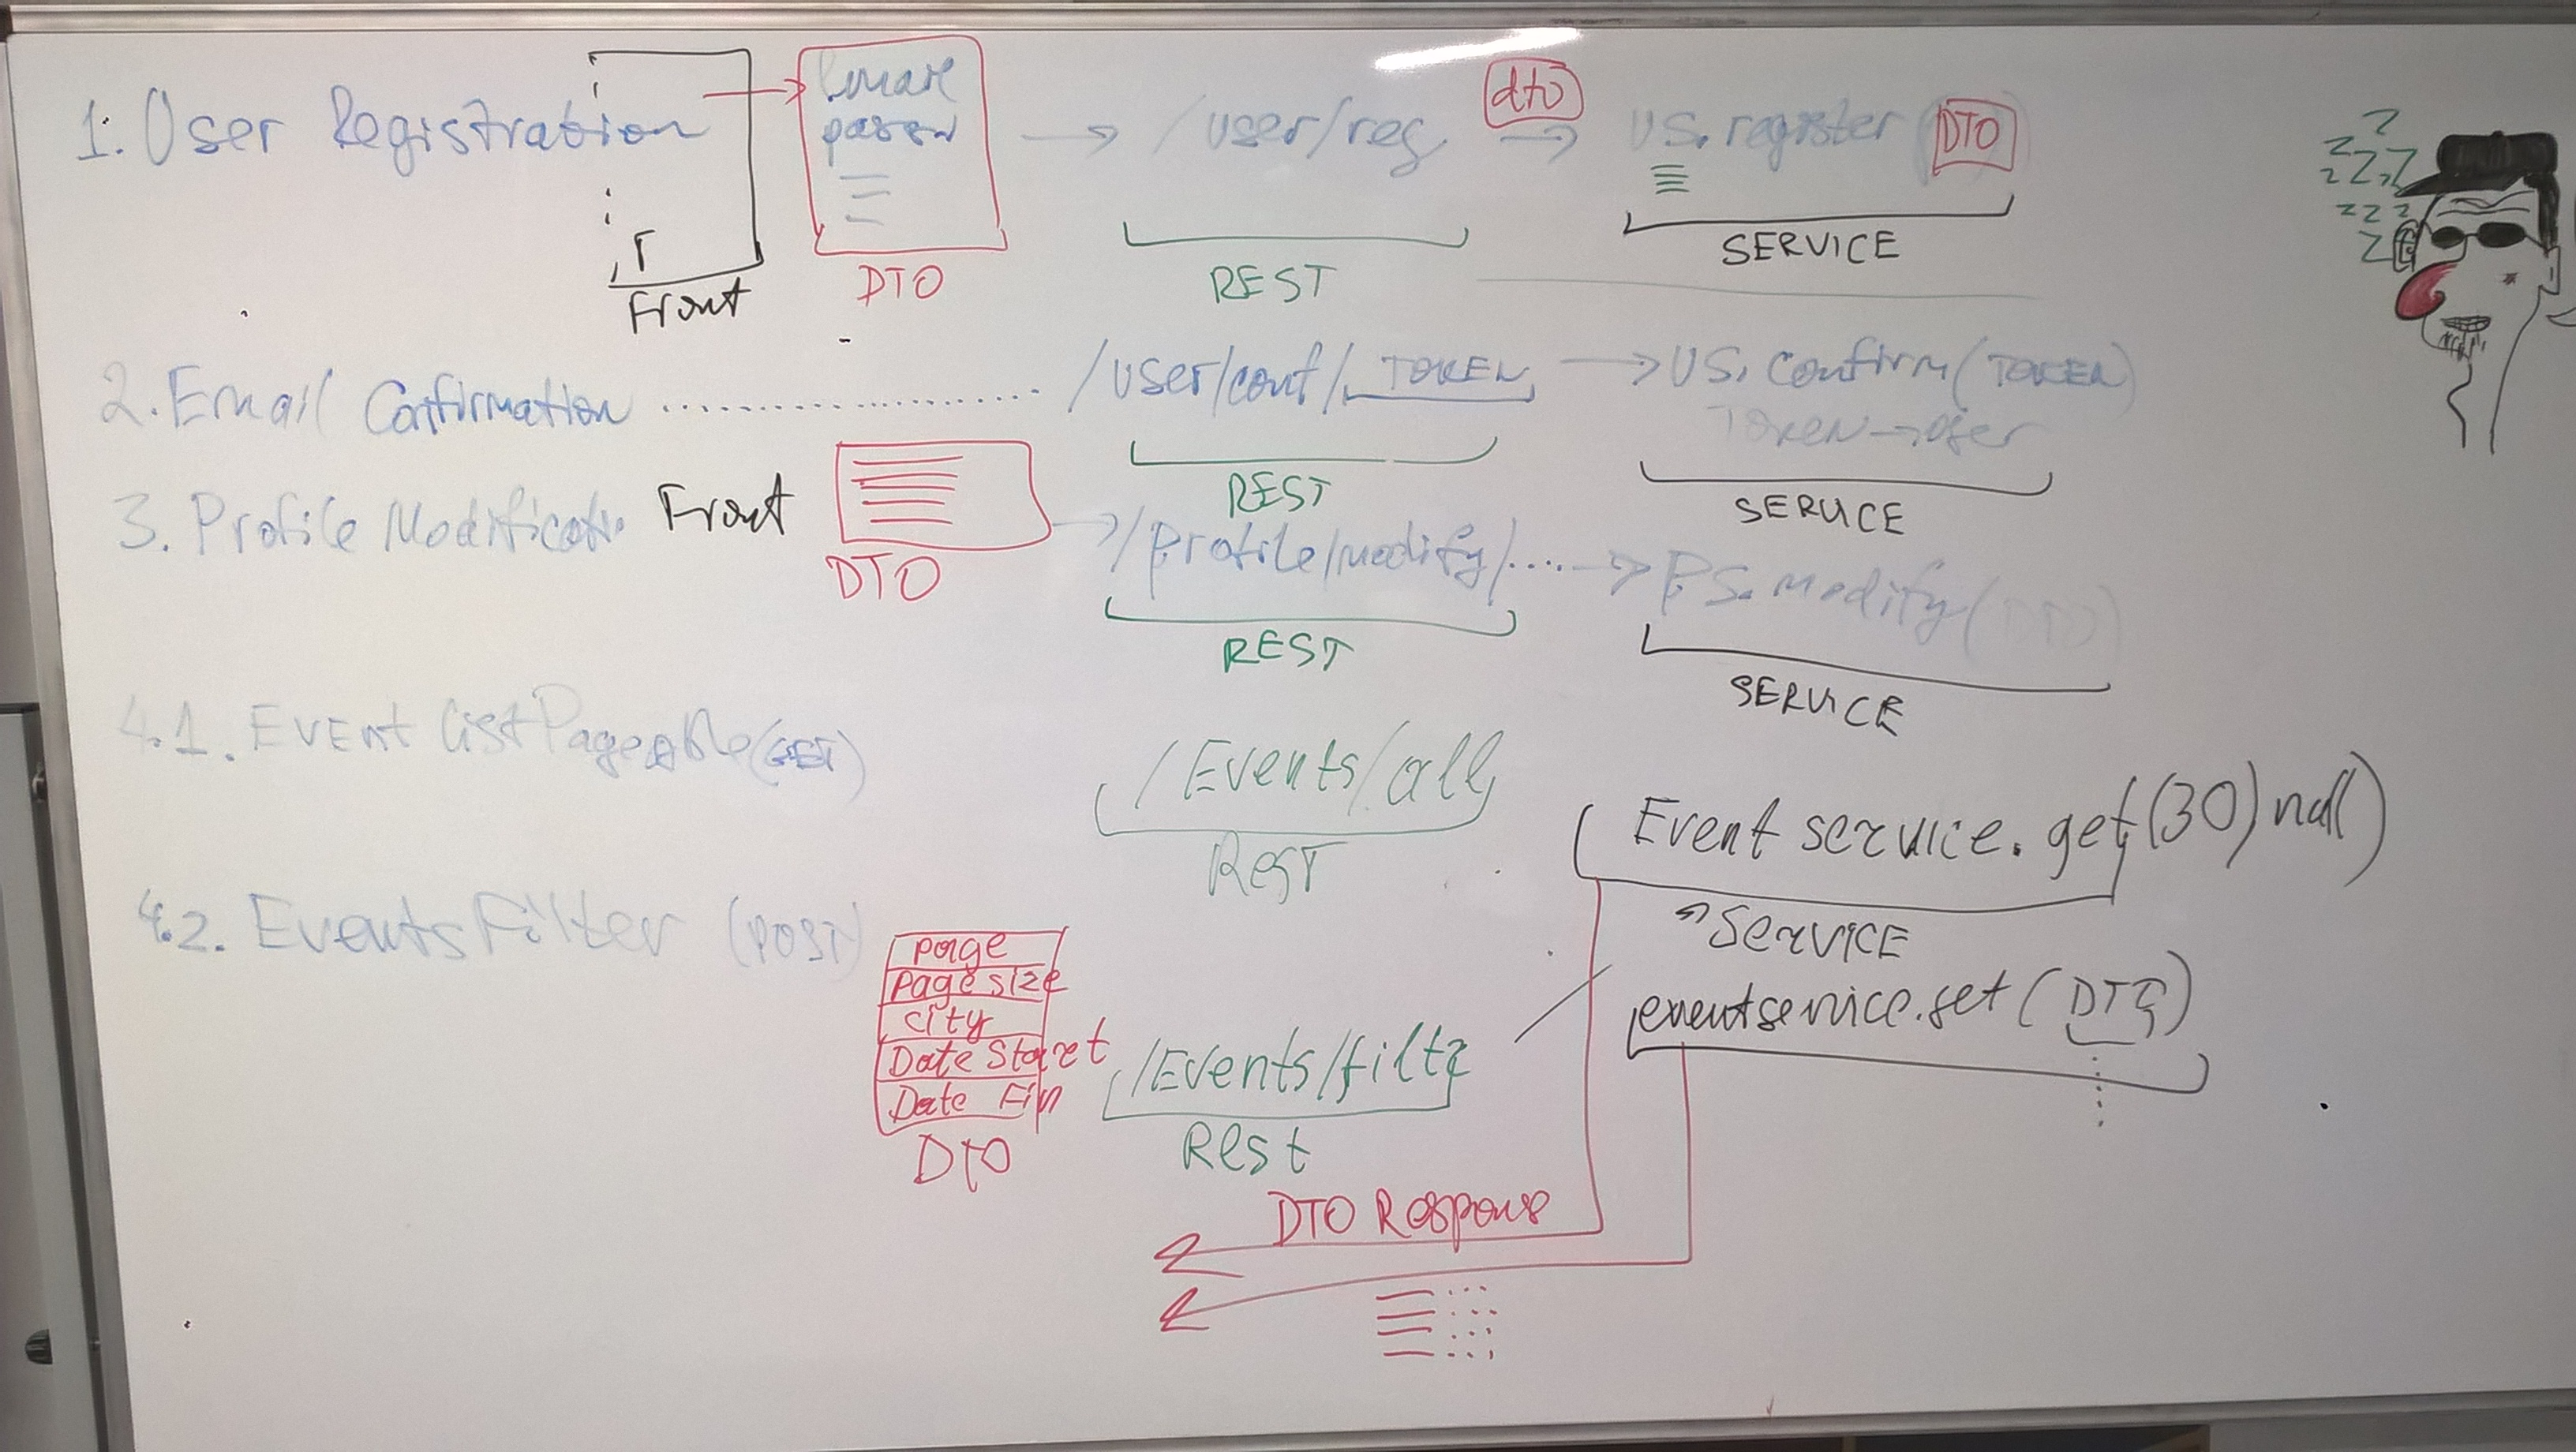 1. User Registration
Front
email
passw
DTO
/user/reg
REST
dto
US.register (DTO)
SERVICE
2. Email Confirmation ................... /user/conf/TOKEN → US. Confirm(TOKEN)
TOKEN → User
REST
SERVICE
3. Profile Modificati
Front
DTO
/Profile/modify/.... → PS.modify(DTO)
REST
SERVICE
4.1. Event List Pageable (GET)
/Events/all
Rest
Event service.get(30) null)
SERVICE
4.2. Events Filter (POST)
page
Page size
city
Date Start
Date Fin
DTO
/Events/filtr
Rest
eventservice.get (DTO)
DTO Response
z
z z Z
z z z Z
z z z
z